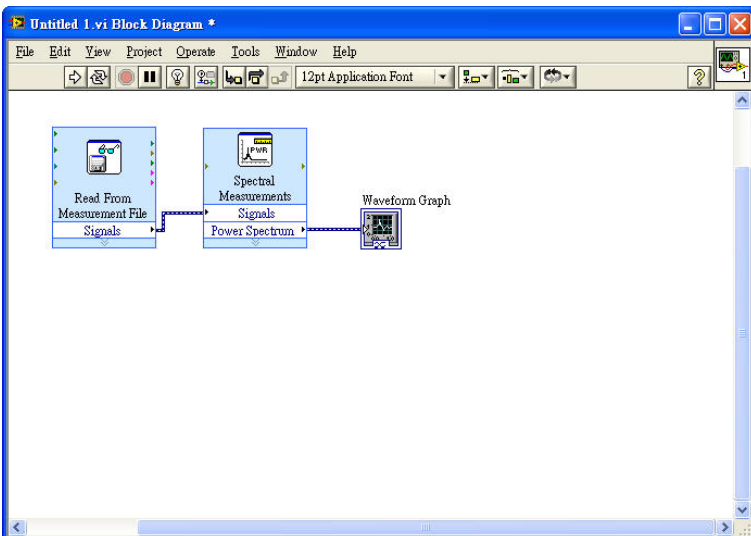 Untitled 1.vi Block Diagram *
File Edit View Project Operate Tools Window Help
12pt Application Font
?
1
PWR
Read From
Measurement File
Signals
Spectral
Measurements
Signals
Power Spectrum
Waveform Graph